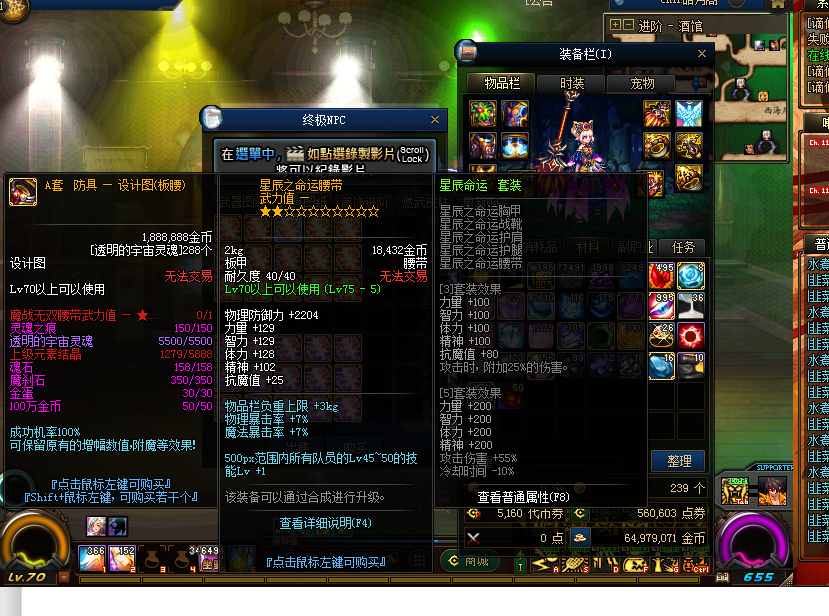 进阶 - 酒馆
装备栏(I)
终极NPC
物品栏
时装
宠物
在選單中,
如點選錄製影片(Scroll Lock)
將可以紀錄影片
A套 防具 — 设计图(板腰)
1,888,888金币
[透明的宇宙灵魂]288个
设计图
无法交易
Lv70以上可以使用
魔战无双腰带武力值 — ★..
0/1
灵魂之痕
150/150
透明的宇宙灵魂
5500/5500
上级元素结晶
1279/5888
魂石
158/158
魔刹石
350/350
金蛋
30/30
100万金币
50/50
成功机率100%
可保留原有的增幅数值,附魔等效果!
『点击鼠标左键可购买』
『Shift+鼠标左键, 可购买若干个』
星辰之命运腰带
武力值 —
★★☆☆☆☆☆☆☆☆
2kg
18,432金币
板甲
腰带
耐久度 40/40
无法交易
Lv70以上可以使用 (Lv75 - 5)
物理防御力 +2204
力量 +129
智力 +129
体力 +128
精神 +102
抗魔值 +25
物品栏负重上限 +3kg
物理暴击率 +7%
魔法暴击率 +7%
500px范围内所有队员的Lv45~50的技能Lv +1
该装备可以通过合成进行升级。
查看详细说明(F4)
『点击鼠标左键可购买』
星辰命运 套装
星辰之命运胸甲
星辰之命运战靴
星辰之命运护肩
星辰之命运护腿
星辰之命运腰带
[3]套装效果
力量 +100
智力 +100
体力 +100
精神 +100
抗魔值 +80
攻击时, 附加25%的伤害。
[5]套装效果
力量 +200
智力 +200
体力 +200
精神 +200
攻击伤害 +55%
冷却时间 -10%
查看普通属性(F8)
材料
副职业
任务
495
8
995
36
26
16
10
整理
239 个
5,160 代币券
560,603 点券
0 点
64,979,071 金币
商城
SUPPORTER
366
152
34
649
Lv.70
655
Ch. 11
Ch. 11